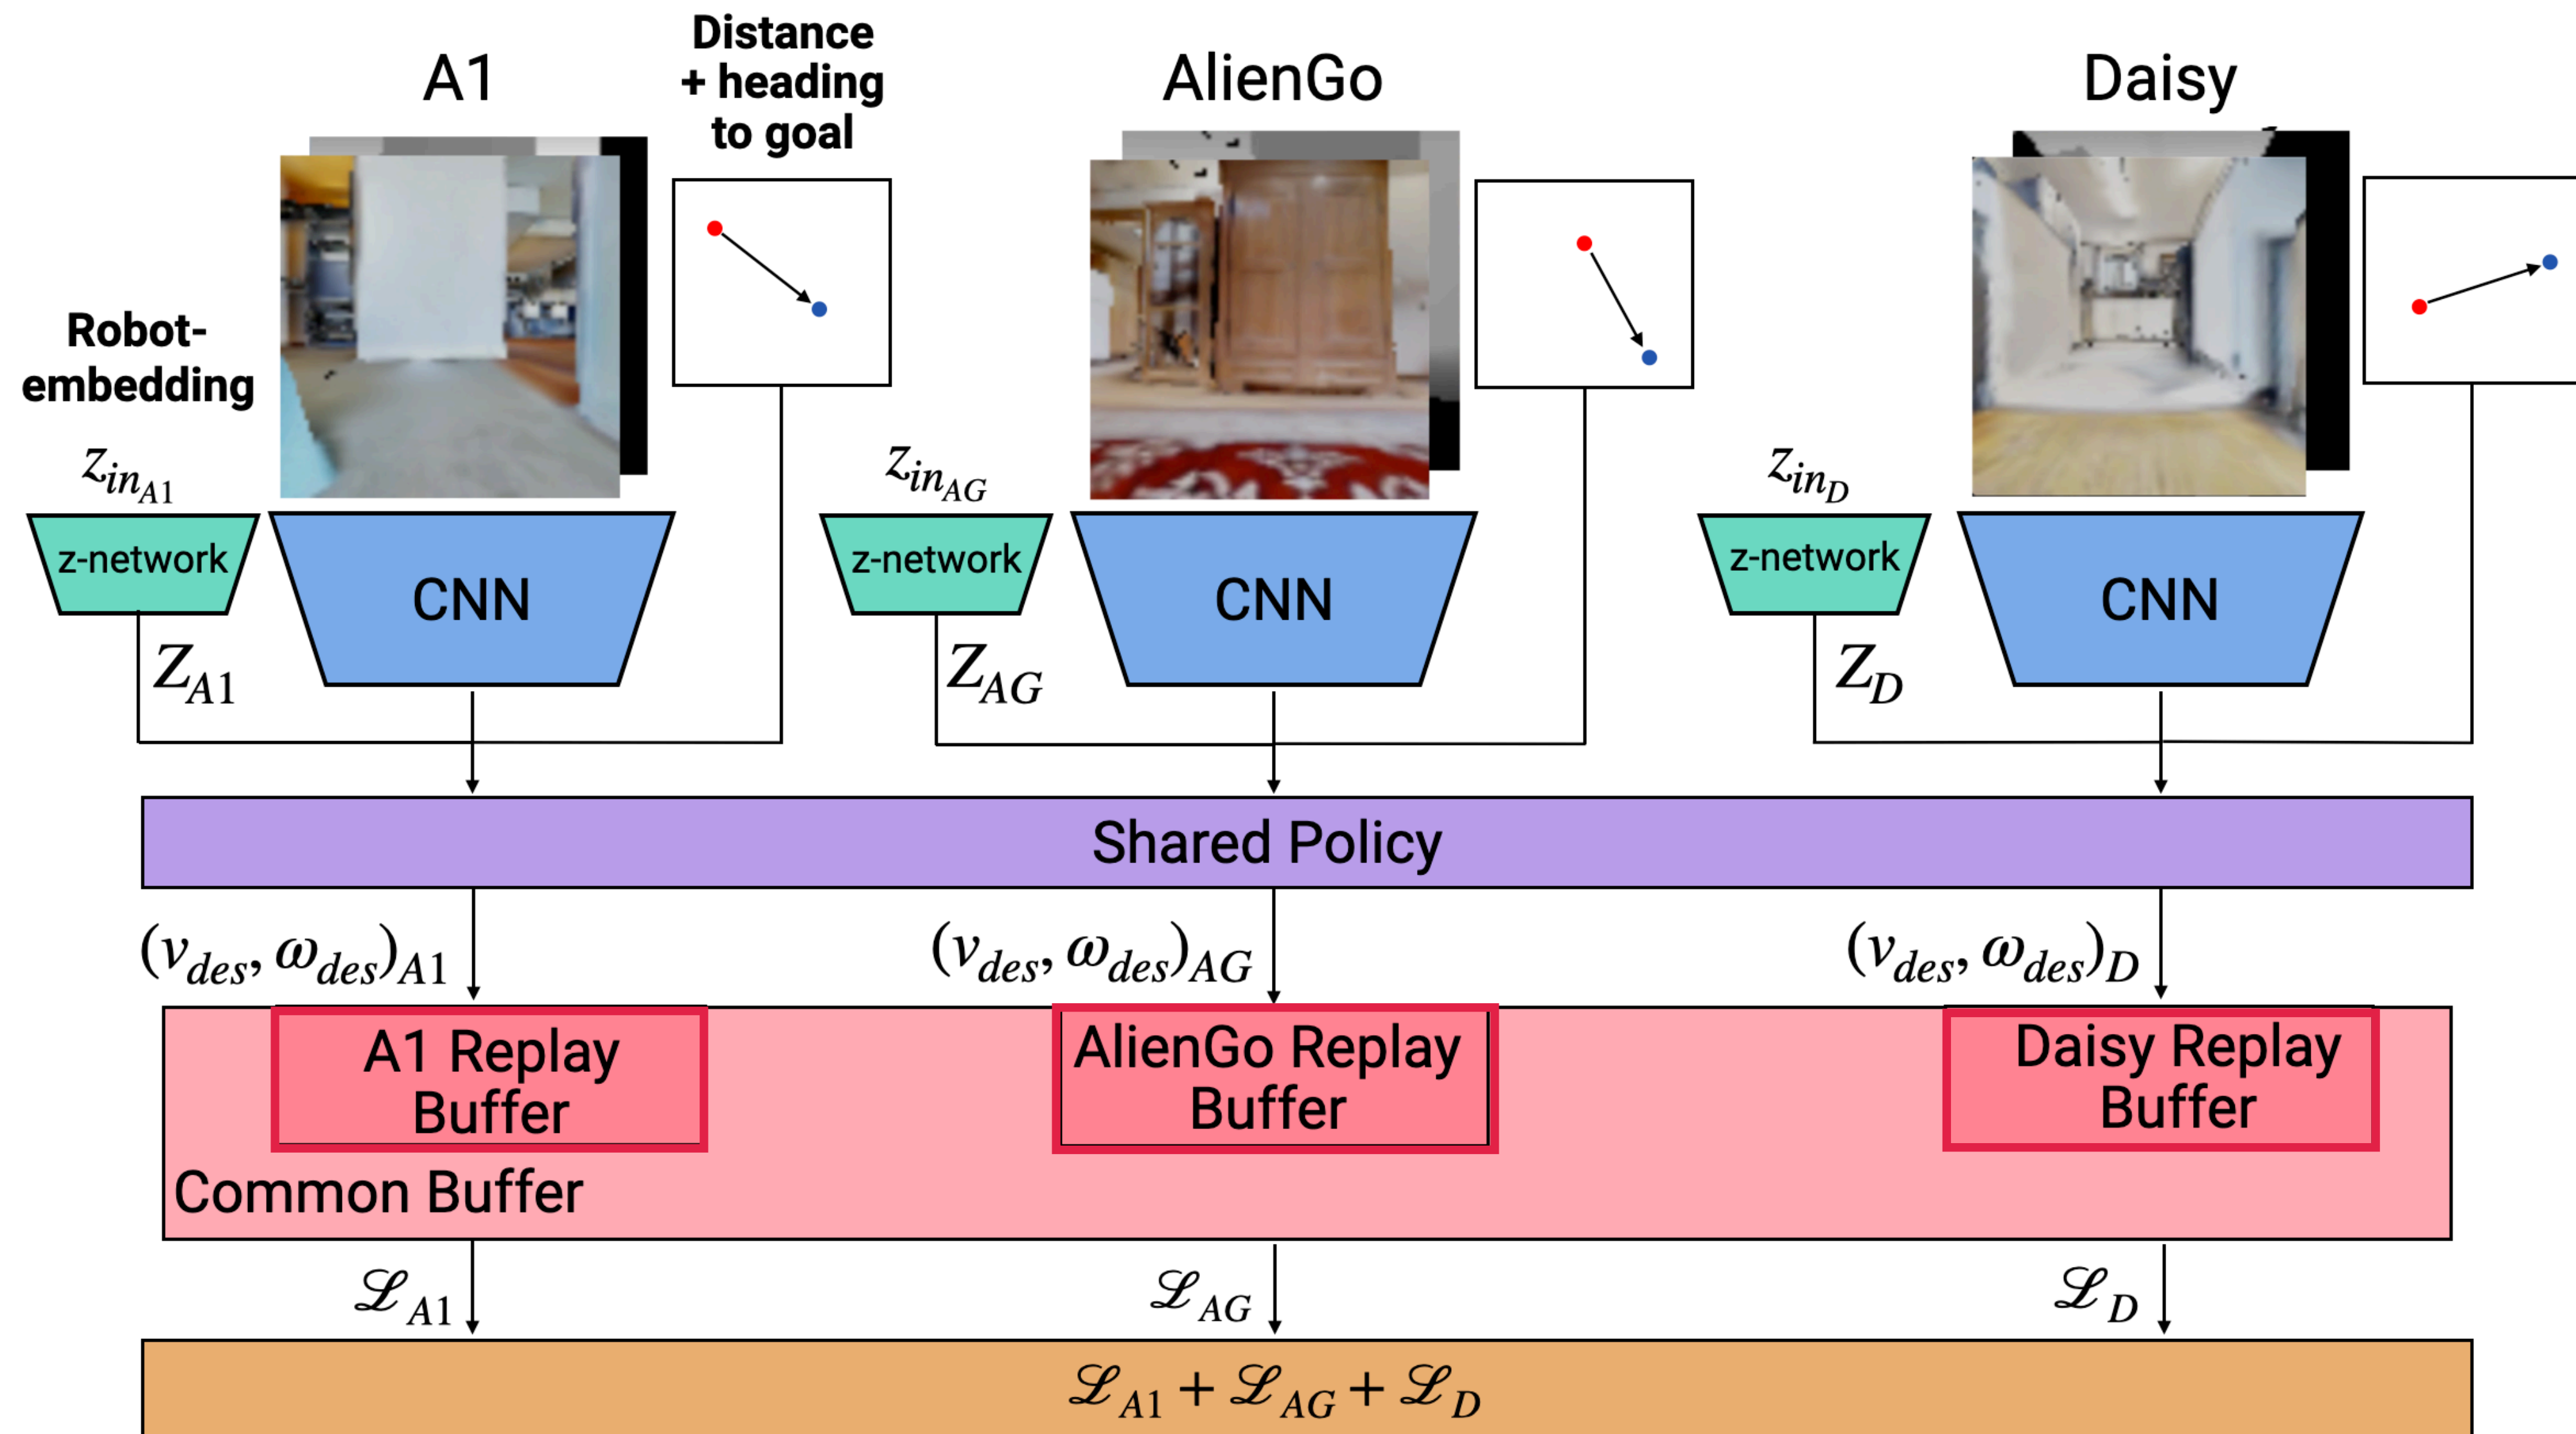 A1
Distance
+ heading
to goal
AlienGo
Daisy
Robot-
embedding
z_{in_{A1}}
z_{in_{AG}}
z_{in_D}
z-network
CNN
z-network
CNN
z-network
CNN
Z_{A1}
Z_{AG}
Z_D
Shared Policy
(v_{des}, ω_{des})_{A1}
(v_{des}, ω_{des})_{AG}
(v_{des}, ω_{des})_D
A1 Replay
Buffer
AlienGo Replay
Buffer
Daisy Replay
Buffer
Common Buffer
ℒ_{A1}
ℒ_{AG}
ℒ_D
ℒ_{A1} + ℒ_{AG} + ℒ_D